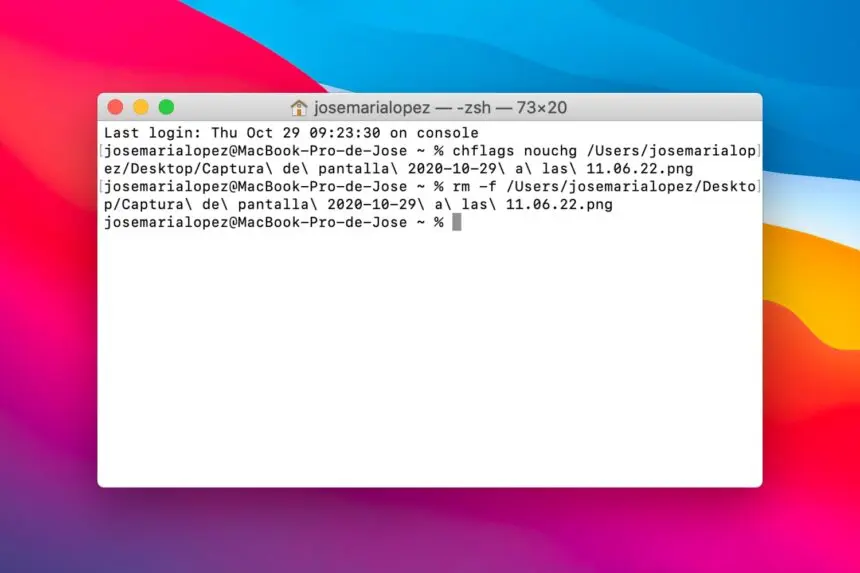 josemarialopez — -zsh — 73×20
Last login: Thu Oct 29 09:23:30 on console
[josemarialopez@MacBook-Pro-de-Jose ~ % chflags nouchg /Users/josemarialop]
ez/Desktop/Captura\ de\ pantalla\ 2020-10-29\ a\ las\ 11.06.22.png
[josemarialopez@MacBook-Pro-de-Jose ~ % rm -f /Users/josemarialopez/Deskto]
p/Captura\ de\ pantalla\ 2020-10-29\ a\ las\ 11.06.22.png
josemarialopez@MacBook-Pro-de-Jose ~ %